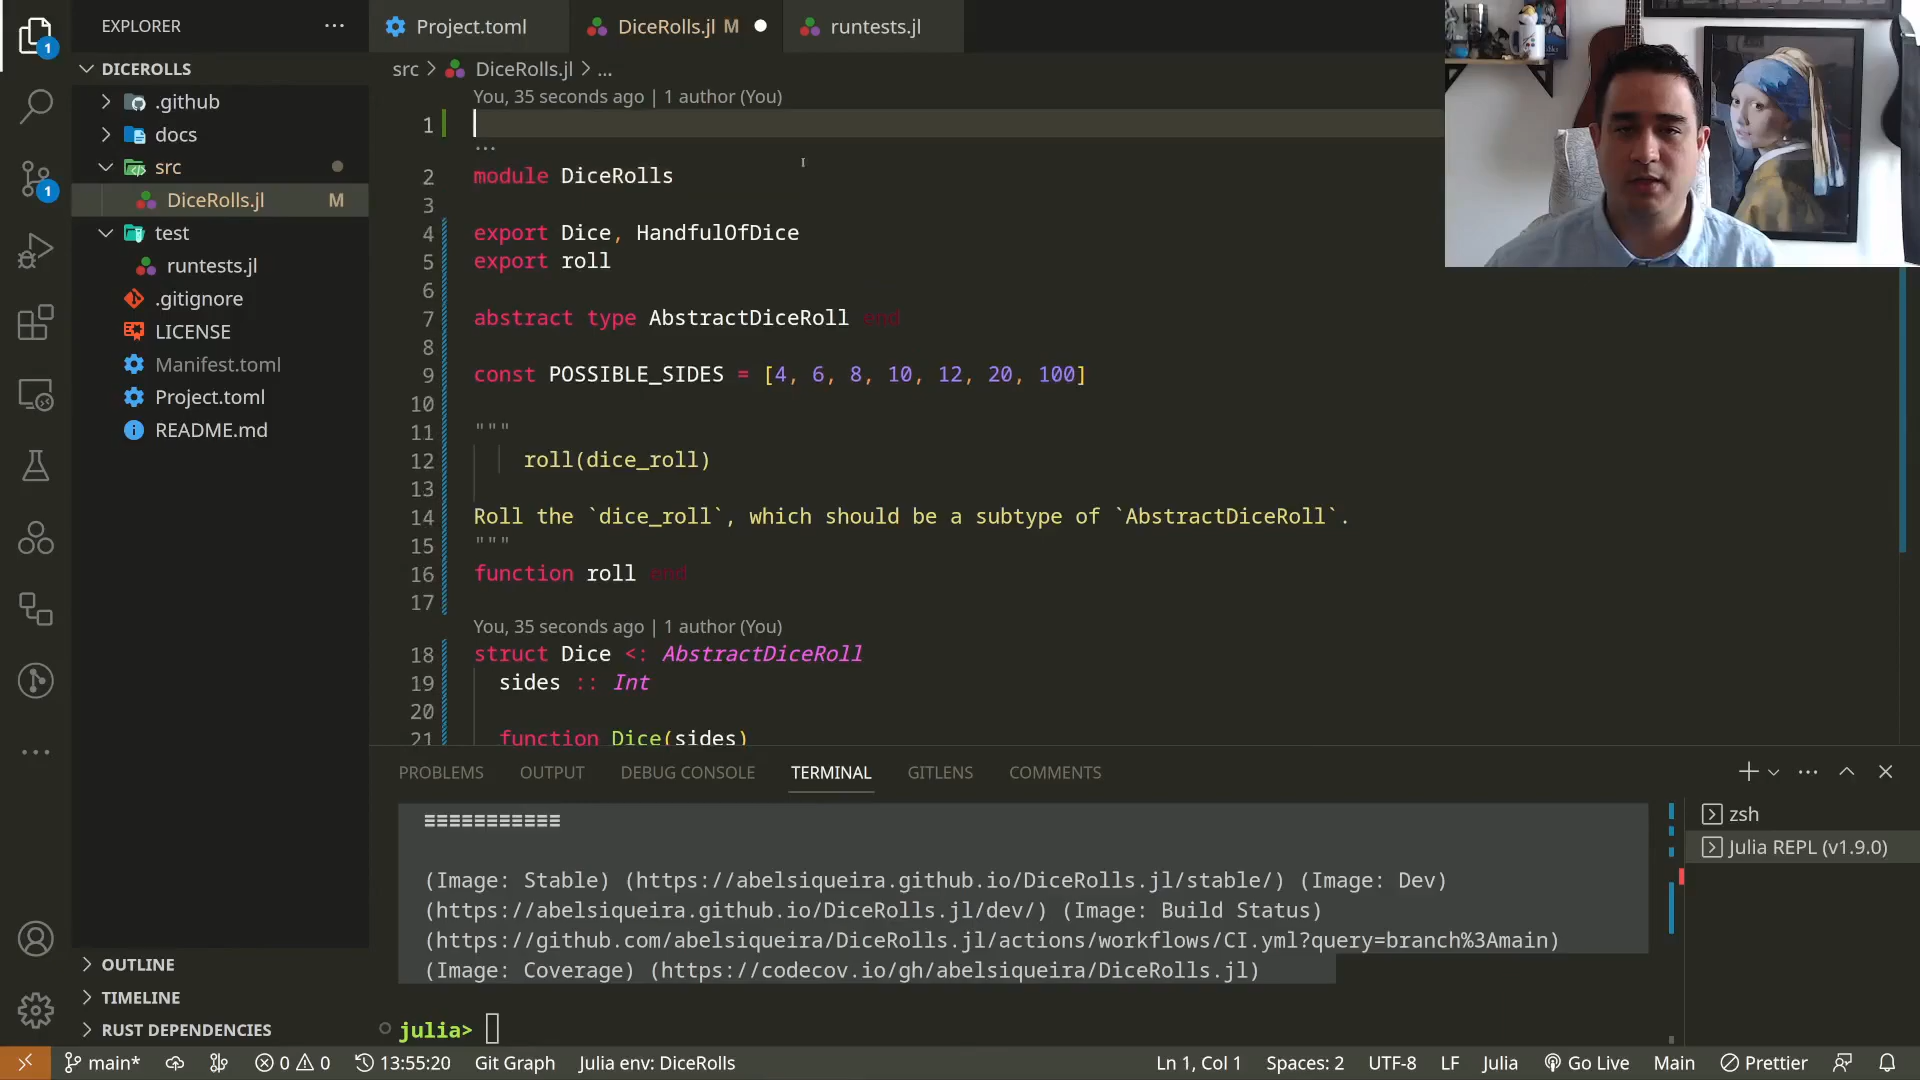 EXPLORER
Project.toml
DiceRolls.jl M
runtests.jl
DICEROLLS
.github
docs
src
DiceRolls.jl M
test
runtests.jl
.gitignore
LICENSE
Manifest.toml
Project.toml
README.md
OUTLINE
TIMELINE
RUST DEPENDENCIES
1
1
src > DiceRolls.jl > ...
You, 35 seconds ago | 1 author (You)
1
...
2 module DiceRolls
3
4 export Dice, HandfulOfDice
5 export roll
6
7 abstract type AbstractDiceRoll end
8
9 const POSSIBLE_SIDES = [4, 6, 8, 10, 12, 20, 100]
10
11 """
12 roll(dice_roll)
13
14 Roll the `dice_roll`, which should be a subtype of `AbstractDiceRoll`.
15 """
16 function roll end
17
You, 35 seconds ago | 1 author (You)
18 struct Dice <: AbstractDiceRoll
19 sides :: Int
20
21 function Dice(sides)
PROBLEMS OUTPUT DEBUG CONSOLE TERMINAL GITLENS COMMENTS
≡≡≡≡≡≡≡≡≡≡≡
(Image: Stable) (https://abelsiqueira.github.io/DiceRolls.jl/stable/) (Image: Dev)
(https://abelsiqueira.github.io/DiceRolls.jl/dev/) (Image: Build Status)
(https://github.com/abelsiqueira/DiceRolls.jl/actions/workflows/CI.yml?query=branch%3Amain)
(Image: Coverage) (https://codecov.io/gh/abelsiqueira/DiceRolls.jl)
julia>
zsh
Julia REPL (v1.9.0)
main* 0 0 13:55:20 Git Graph Julia env: DiceRolls Ln 1, Col 1 Spaces: 2 UTF-8 LF Julia Go Live Main Prettier